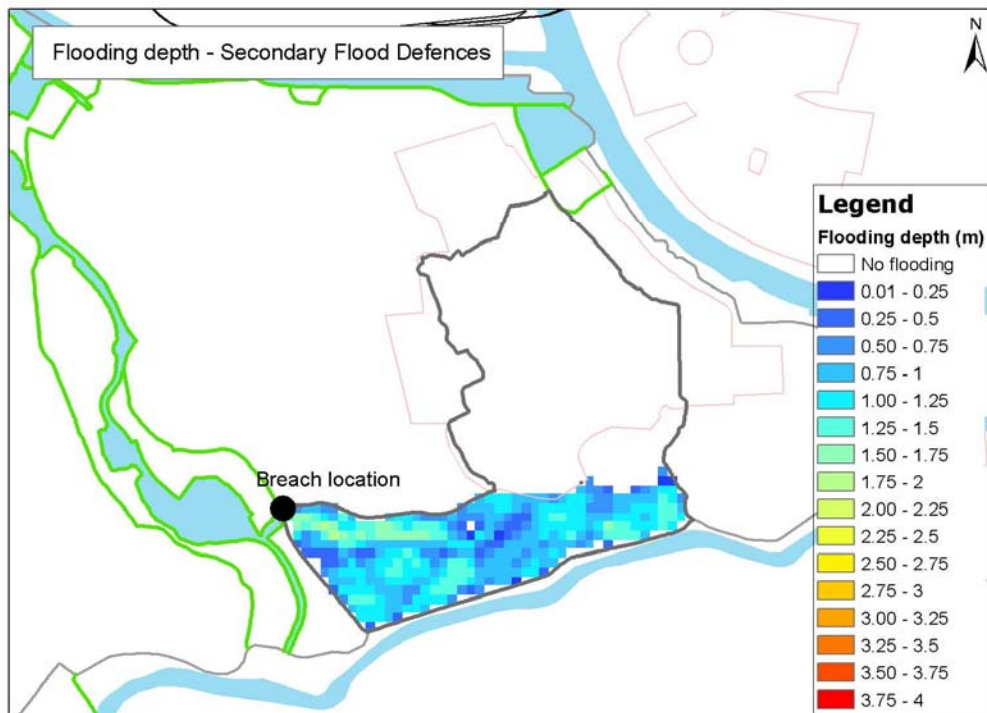 Flooding depth - Secondary Flood Defences
N
Breach location
Legend
Flooding depth (m)
No flooding
0.01 - 0.25
0.25 - 0.5
0.50 - 0.75
0.75 - 1
1.00 - 1.25
1.25 - 1.5
1.50 - 1.75
1.75 - 2
2.00 - 2.25
2.25 - 2.5
2.50 - 2.75
2.75 - 3
3.00 - 3.25
3.25 - 3.5
3.50 - 3.75
3.75 - 4